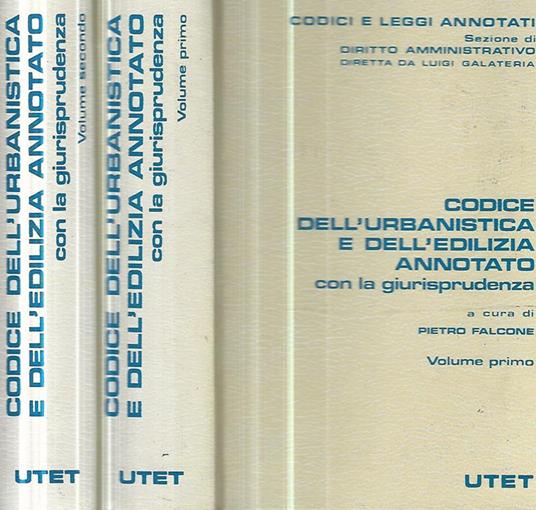 CODICE DELL'URBANISTICA
E DELL'EDILIZIA ANNOTATO
con la giurisprudenza
Volume secondo
UTET
CODICE DELL'URBANISTICA
E DELL'EDILIZIA ANNOTATO
con la giurisprudenza
Volume primo
UTET
CODICI E LEGGI ANNOTATI
Sezione di
DIRITTO AMMINISTRATIVO
DIRETTA DA LUIGI GALATERIA
CODICE
DELL'URBANISTICA
E DELL'EDILIZIA
ANNOTATO
con la giurisprudenza
a cura di
PIETRO FALCONE
Volume primo
UTET